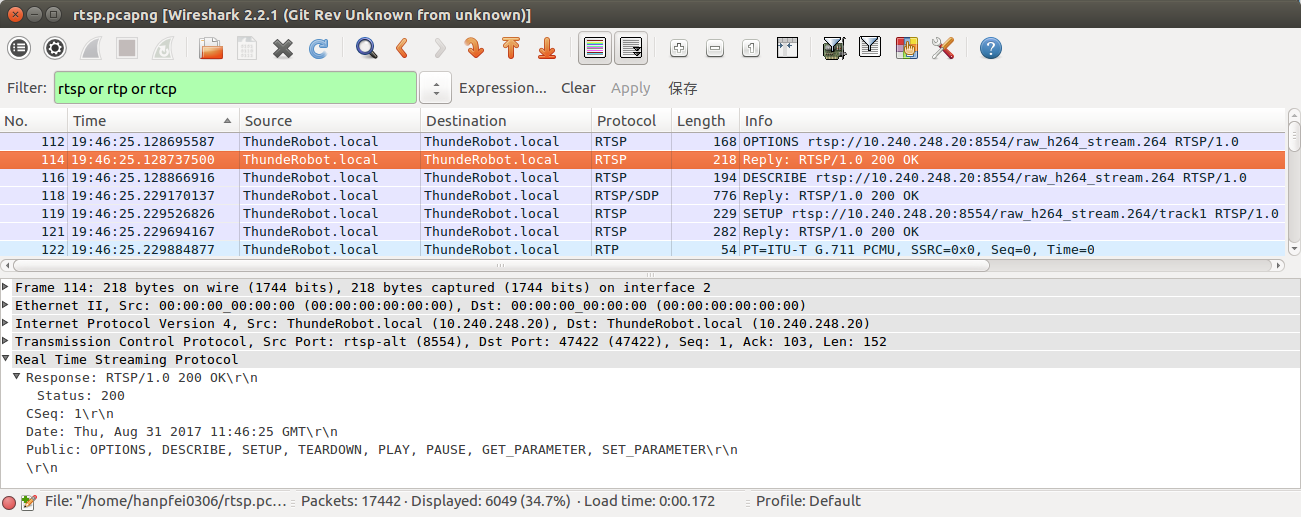 rtsp.pcapng [Wireshark 2.2.1 (Git Rev Unknown from unknown)]
Filter: rtsp or rtp or rtcp Expression... Clear Apply 保存
No. Time Source Destination Protocol Length Info
112 19:46:25.128695587 ThundeRobot.local ThundeRobot.local RTSP 168 OPTIONS rtsp://10.240.248.20:8554/raw_h264_stream.264 RTSP/1.0
114 19:46:25.128737500 ThundeRobot.local ThundeRobot.local RTSP 218 Reply: RTSP/1.0 200 OK
116 19:46:25.128866916 ThundeRobot.local ThundeRobot.local RTSP 194 DESCRIBE rtsp://10.240.248.20:8554/raw_h264_stream.264 RTSP/1.0
118 19:46:25.229170137 ThundeRobot.local ThundeRobot.local RTSP/SDP 776 Reply: RTSP/1.0 200 OK
119 19:46:25.229526826 ThundeRobot.local ThundeRobot.local RTSP 229 SETUP rtsp://10.240.248.20:8554/raw_h264_stream.264/track1 RTSP/1.0
121 19:46:25.229694167 ThundeRobot.local ThundeRobot.local RTSP 282 Reply: RTSP/1.0 200 OK
122 19:46:25.229884877 ThundeRobot.local ThundeRobot.local RTP 54 PT=ITU-T G.711 PCMU, SSRC=0x0, Seq=0, Time=0
Frame 114: 218 bytes on wire (1744 bits), 218 bytes captured (1744 bits) on interface 2
Ethernet II, Src: 00:00:00_00:00:00 (00:00:00:00:00:00), Dst: 00:00:00_00:00:00 (00:00:00:00:00:00)
Internet Protocol Version 4, Src: ThundeRobot.local (10.240.248.20), Dst: ThundeRobot.local (10.240.248.20)
Transmission Control Protocol, Src Port: rtsp-alt (8554), Dst Port: 47422 (47422), Seq: 1, Ack: 103, Len: 152
Real Time Streaming Protocol
Response: RTSP/1.0 200 OK\r\n
Status: 200
CSeq: 1\r\n
Date: Thu, Aug 31 2017 11:46:25 GMT\r\n
Public: OPTIONS, DESCRIBE, SETUP, TEARDOWN, PLAY, PAUSE, GET_PARAMETER, SET_PARAMETER\r\n
\r\n
File: "/home/hanpfei0306/rtsp.pc... Packets: 17442 · Displayed: 6049 (34.7%) · Load time: 0:00.172 Profile: Default